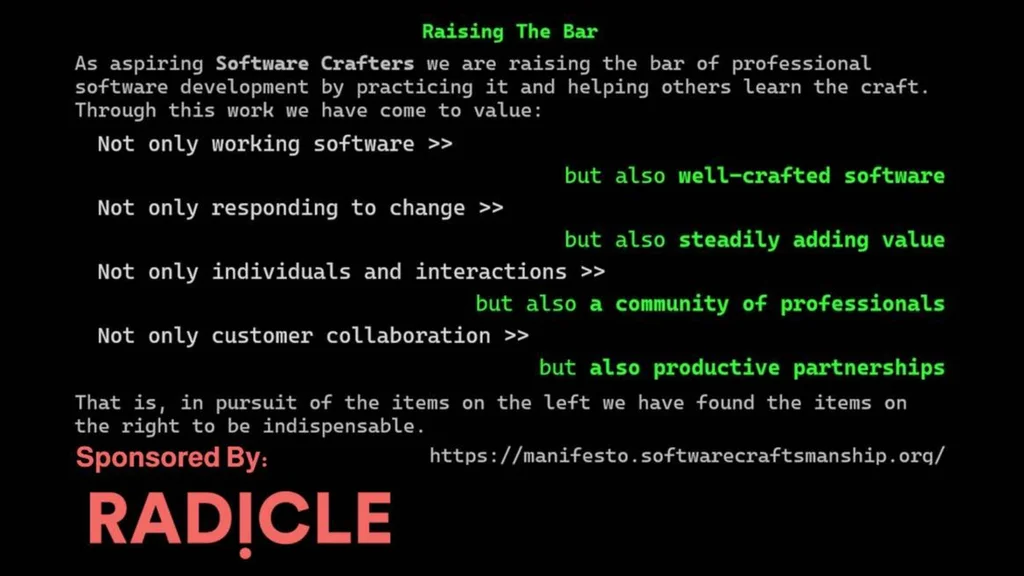 Raising The Bar
As aspiring Software Crafters we are raising the bar of professional
software development by practicing it and helping others learn the craft.
Through this work we have come to value:
Not only working software >>
but also well-crafted software
Not only responding to change >>
but also steadily adding value
Not only individuals and interactions >>
but also a community of professionals
Not only customer collaboration >>
but also productive partnerships
That is, in pursuit of the items on the left we have found the items on
the right to be indispensable.
Sponsored By: https://manifesto.softwarecraftsmanship.org/
RADICLE